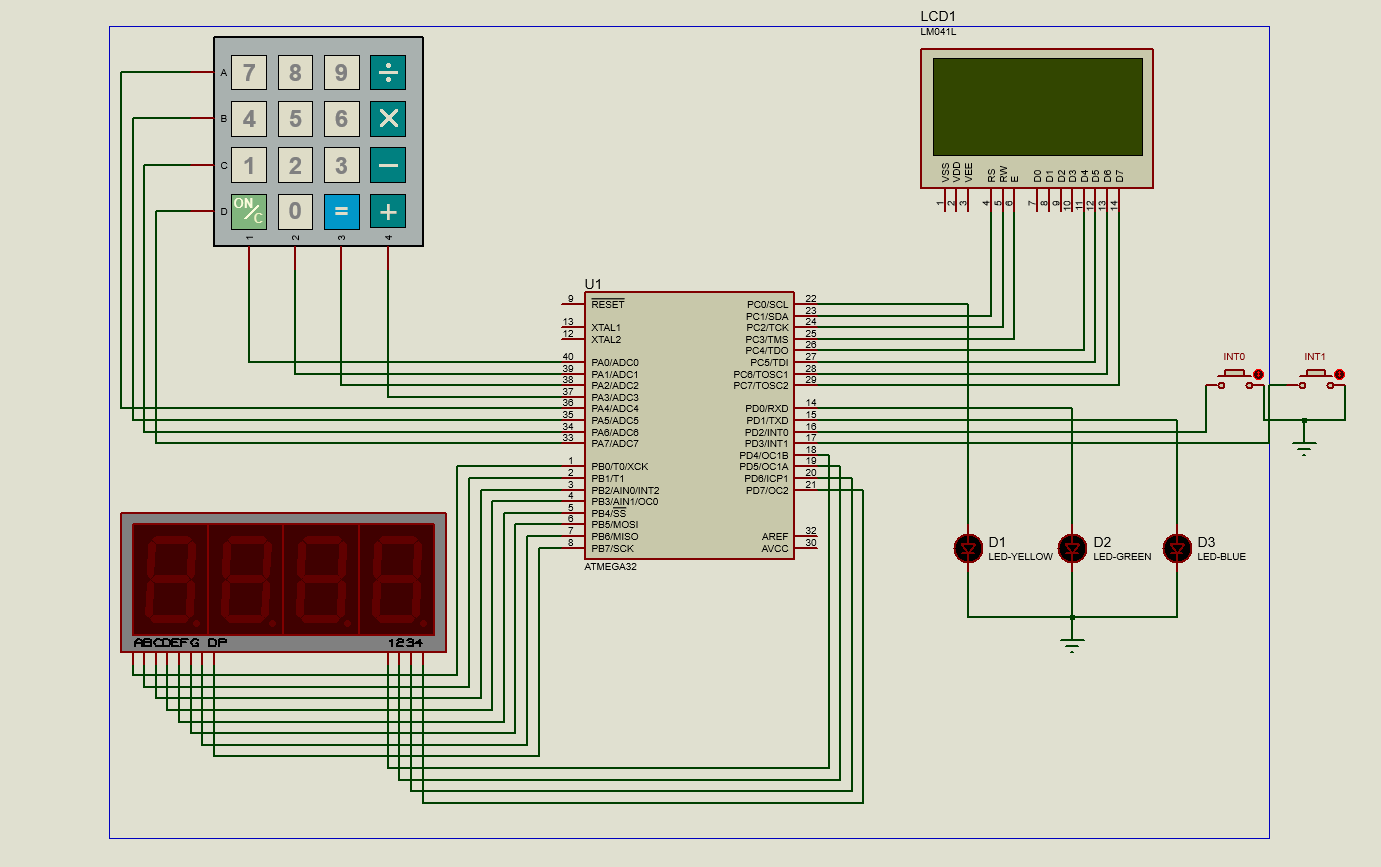 LCD1
LM041L
A 7 8 9 ÷
B 4 5 6 ×
C 1 2 3 −
D ON/C 0 = +
1 2 3 4
VSS VDD VEE RS RW E D0 D1 D2 D3 D4 D5 D6 D7
1 2 3 4 5 6 7 8 9 10 11 12 13 14
U1
9 RESET
13 XTAL1
12 XTAL2
40 PA0/ADC0
39 PA1/ADC1
38 PA2/ADC2
37 PA3/ADC3
36 PA4/ADC4
35 PA5/ADC5
34 PA6/ADC6
33 PA7/ADC7
1 PB0/T0/XCK
2 PB1/T1
3 PB2/AIN0/INT2
4 PB3/AIN1/OC0
5 PB4/SS
6 PB5/MOSI
7 PB6/MISO
8 PB7/SCK
PC0/SCL 22
PC1/SDA 23
PC2/TCK 24
PC3/TMS 25
PC4/TDO 26
PC5/TDI 27
PC6/TOSC1 28
PC7/TOSC2 29
PD0/RXD 14
PD1/TXD 15
PD2/INT0 16
PD3/INT1 17
PD4/OC1B 18
PD5/OC1A 19
PD6/ICP1 20
PD7/OC2 21
AREF 32
AVCC 30
ATMEGA32
INT0
INT1
D1
LED-YELLOW
D2
LED-GREEN
D3
LED-BLUE
ABCDEFG DP 1234